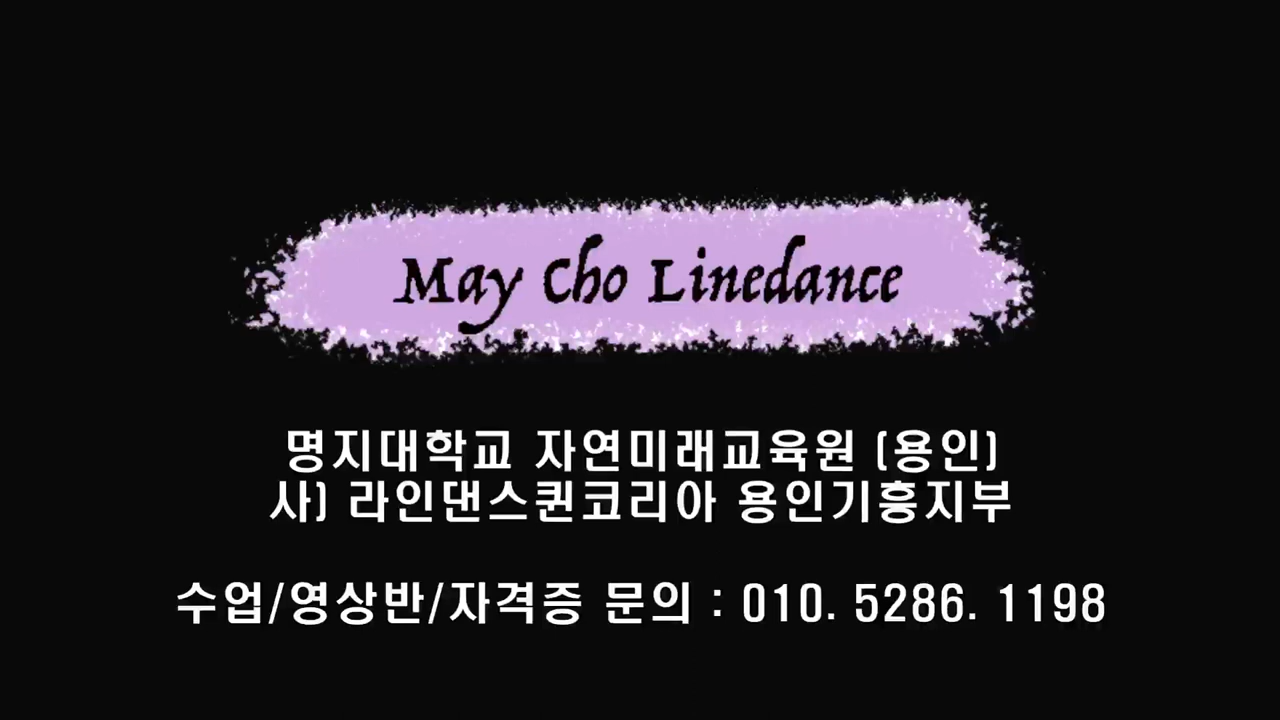 May Cho Linedance
명지대학교 자연미래교육원 (용인)
사) 라인댄스퀸코리아 용인기흥지부
수업/영상반/자격증 문의 : 010. 5286. 1198